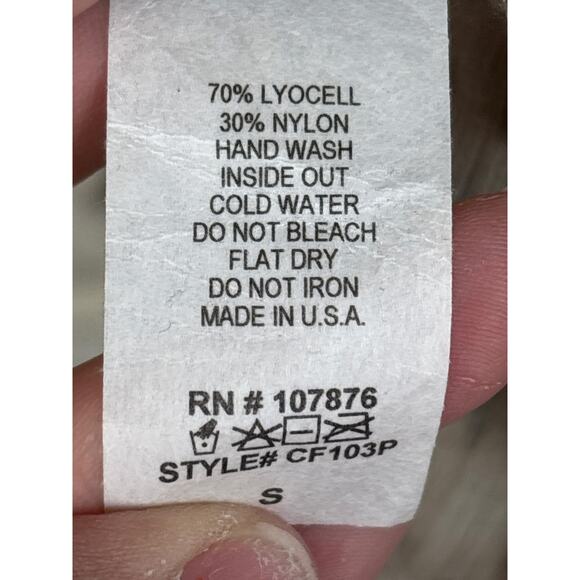 70% LYOCELL
30% NYLON
HAND WASH
INSIDE OUT
COLD WATER
DO NOT BLEACH
FLAT DRY
DO NOT IRON
MADE IN U.S.A.
RN # 107876
STYLE# CF103P
S